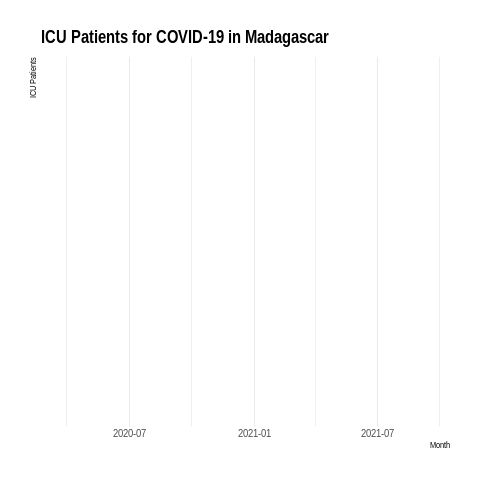 ICU Patients for COVID-19 in Madagascar
ICU Patients
2020-07
2021-01
2021-07
Month